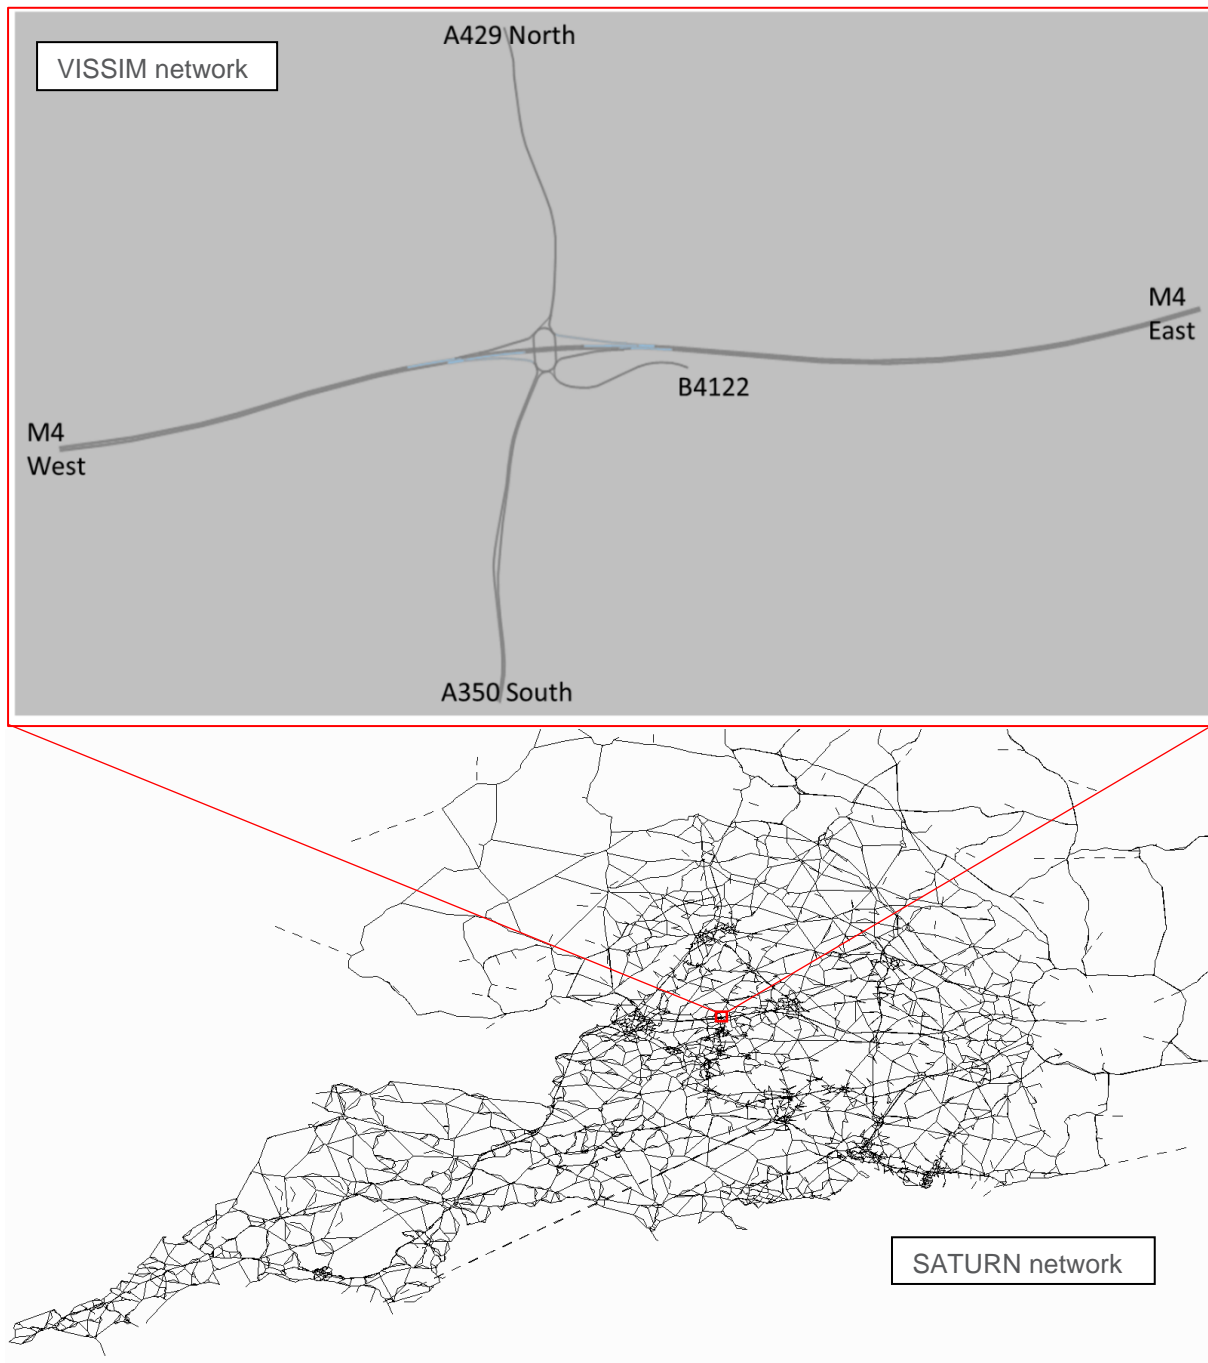 A429 North
VISSIM network
M4
East
B4122
M4
West
A350 South
SATURN network